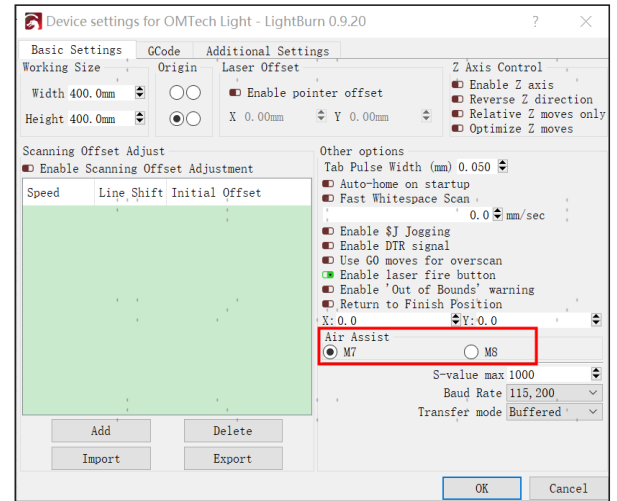 Device settings for OMTech Light - LightBurn 0.9.20 ? ×
Basic Settings GCode Additional Settings
Working Size Origin Laser Offset Z Axis Control
Width 400.0mm Enable pointer offset Enable Z axis
Reverse Z direction
Height 400.0mm X 0.00mm Y 0.00mm Relative Z moves only
Optimize Z moves
Scanning Offset Adjust Other options
Enable Scanning Offset Adjustment Tab Pulse Width (mm) 0.050
Speed Line Shift Initial Offset Auto-home on startup
Fast Whitespace Scan
0.0 mm/sec
Enable $J Jogging
Enable DTR signal
Use G0 moves for overscan
Enable laser fire button
Enable 'Out of Bounds' warning
Return to Finish Position
X: 0.0 Y: 0.0
Air Assist
M7 M8
S-value max 1000
Baud Rate 115,200
Transfer mode Buffered
Add Delete
Import Export
OK Cancel